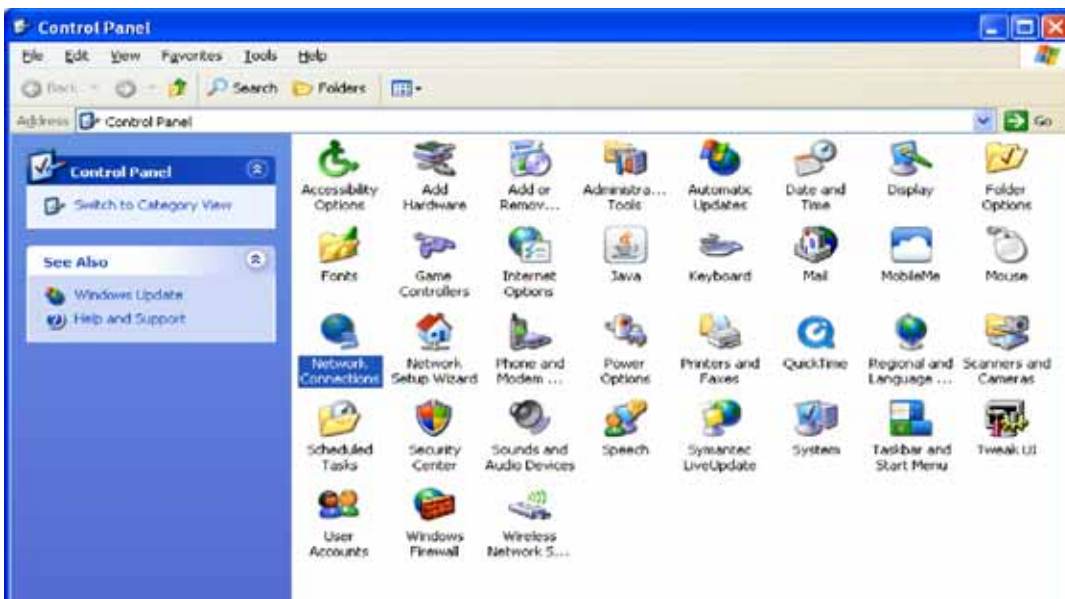 Control Panel
File Edit View Favorites Tools Help
Back Search Folders
Address Control Panel Go
Control Panel
Switch to Category View
See Also
Windows Update
Help and Support
Accessibility Options
Add Hardware
Add or Remov...
Administra... Tools
Automatic Updates
Date and Time
Display
Folder Options
Fonts
Game Controllers
Internet Options
Java
Keyboard
Mail
MobileMe
Mouse
Network Connections
Network Setup Wizard
Phone and Modem ...
Power Options
Printers and Faxes
QuickTime
Regional and Language ...
Scanners and Cameras
Scheduled Tasks
Security Center
Sounds and Audio Devices
Speech
Symantec LiveUpdate
System
Taskbar and Start Menu
Tweak UI
User Accounts
Windows Firewall
Wireless Network S...